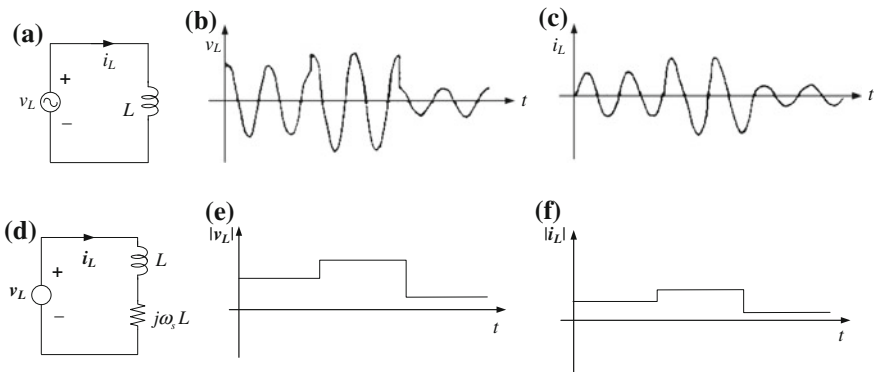 (a)
i_L
+
v_L
−
L
(b)
v_L
t
(c)
i_L
t
(d)
i_L
+
v_L
−
L
jω_s L
(e)
|v_L|
t
(f)
|i_L|
t